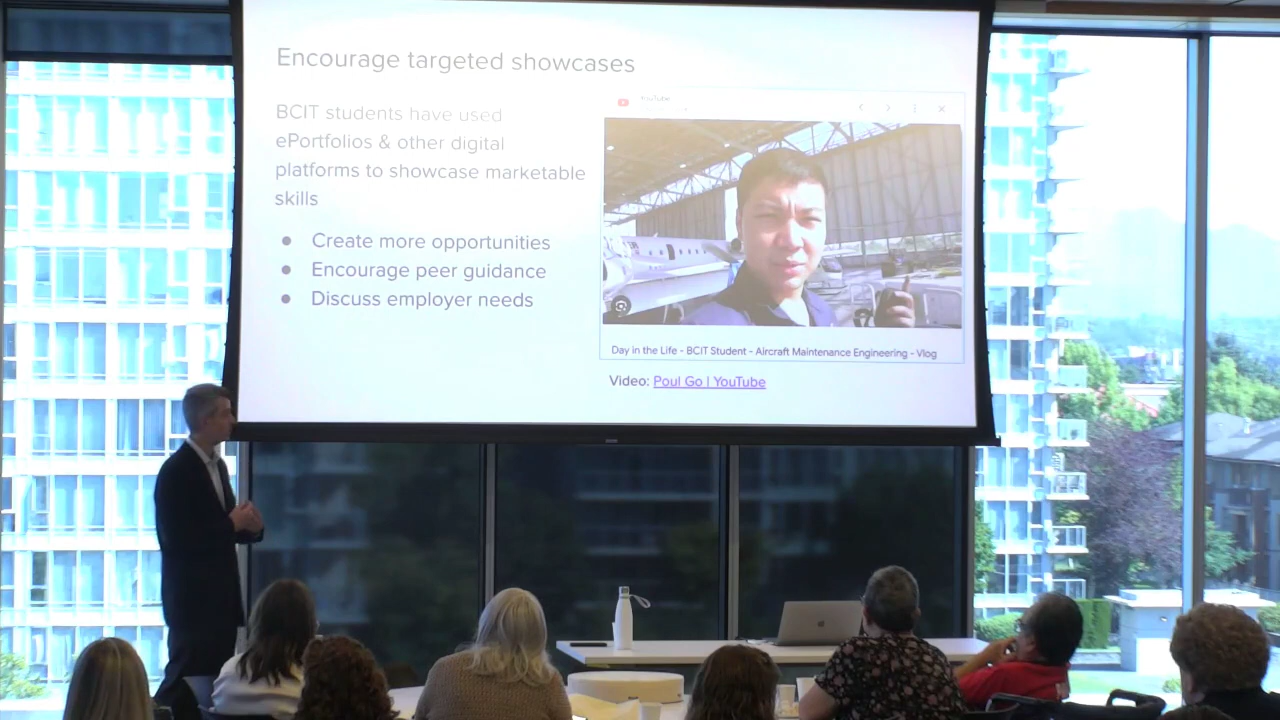 Encourage targeted showcases
BCIT students have used
ePortfolios & other digital
platforms to showcase marketable
skills
● Create more opportunities
● Encourage peer guidance
● Discuss employer needs
YouTube
Day in the Life - BCIT Student - Aircraft Maintenance Engineering - Vlog
Video: Poul Go | YouTube